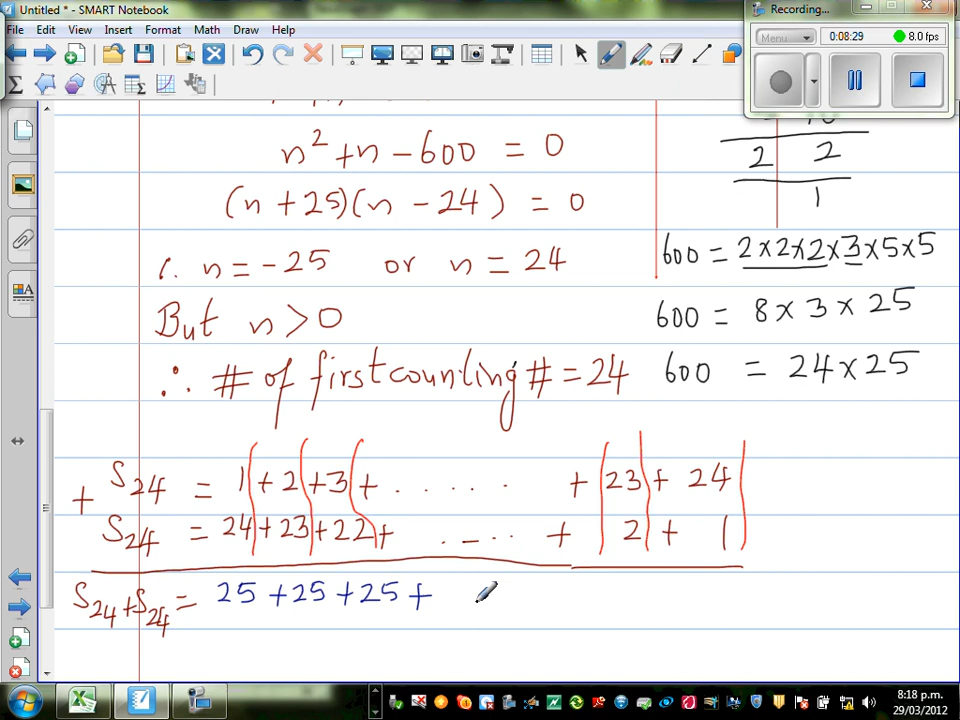 Untitled * - SMART Notebook
Recording...
File Edit View Insert Format Math Draw Help
Menu 0:08:29 8.0 fps
n² + n - 600 = 0
2 2
(n + 25)(n - 24) = 0
1
600 = 2×2×2×3×5×5
∴ n = -25 or n = 24
But n > 0
600 = 8 × 3 × 25
∴ # of first counting # = 24
600 = 24×25
+ S24 = 1 + 2 + 3 + ...... + 23 + 24
S24 = 24 + 23 + 22 + .... + 2 + 1
S24 + S24 = 25 + 25 + 25 +
8:18 p.m.
29/03/2012